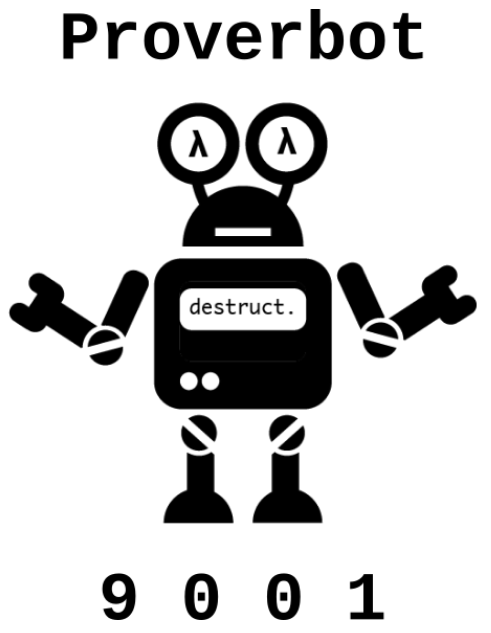 Proverbot
λ λ
destruct.
9 0 0 1